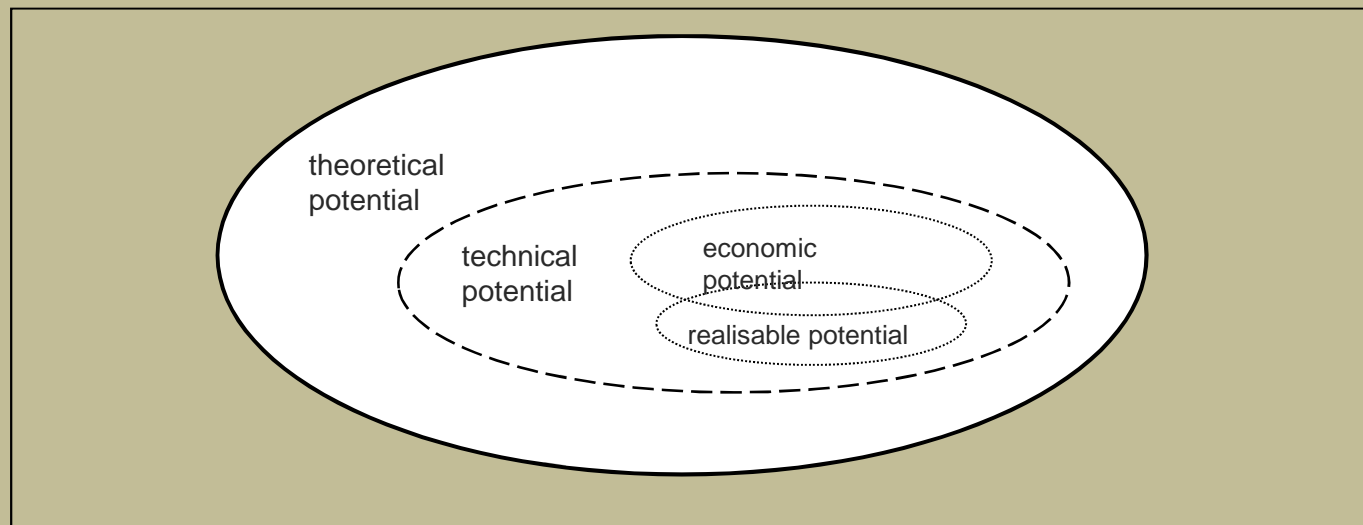 theoretical
potential
technical
potential
economic
potential
realisable potential